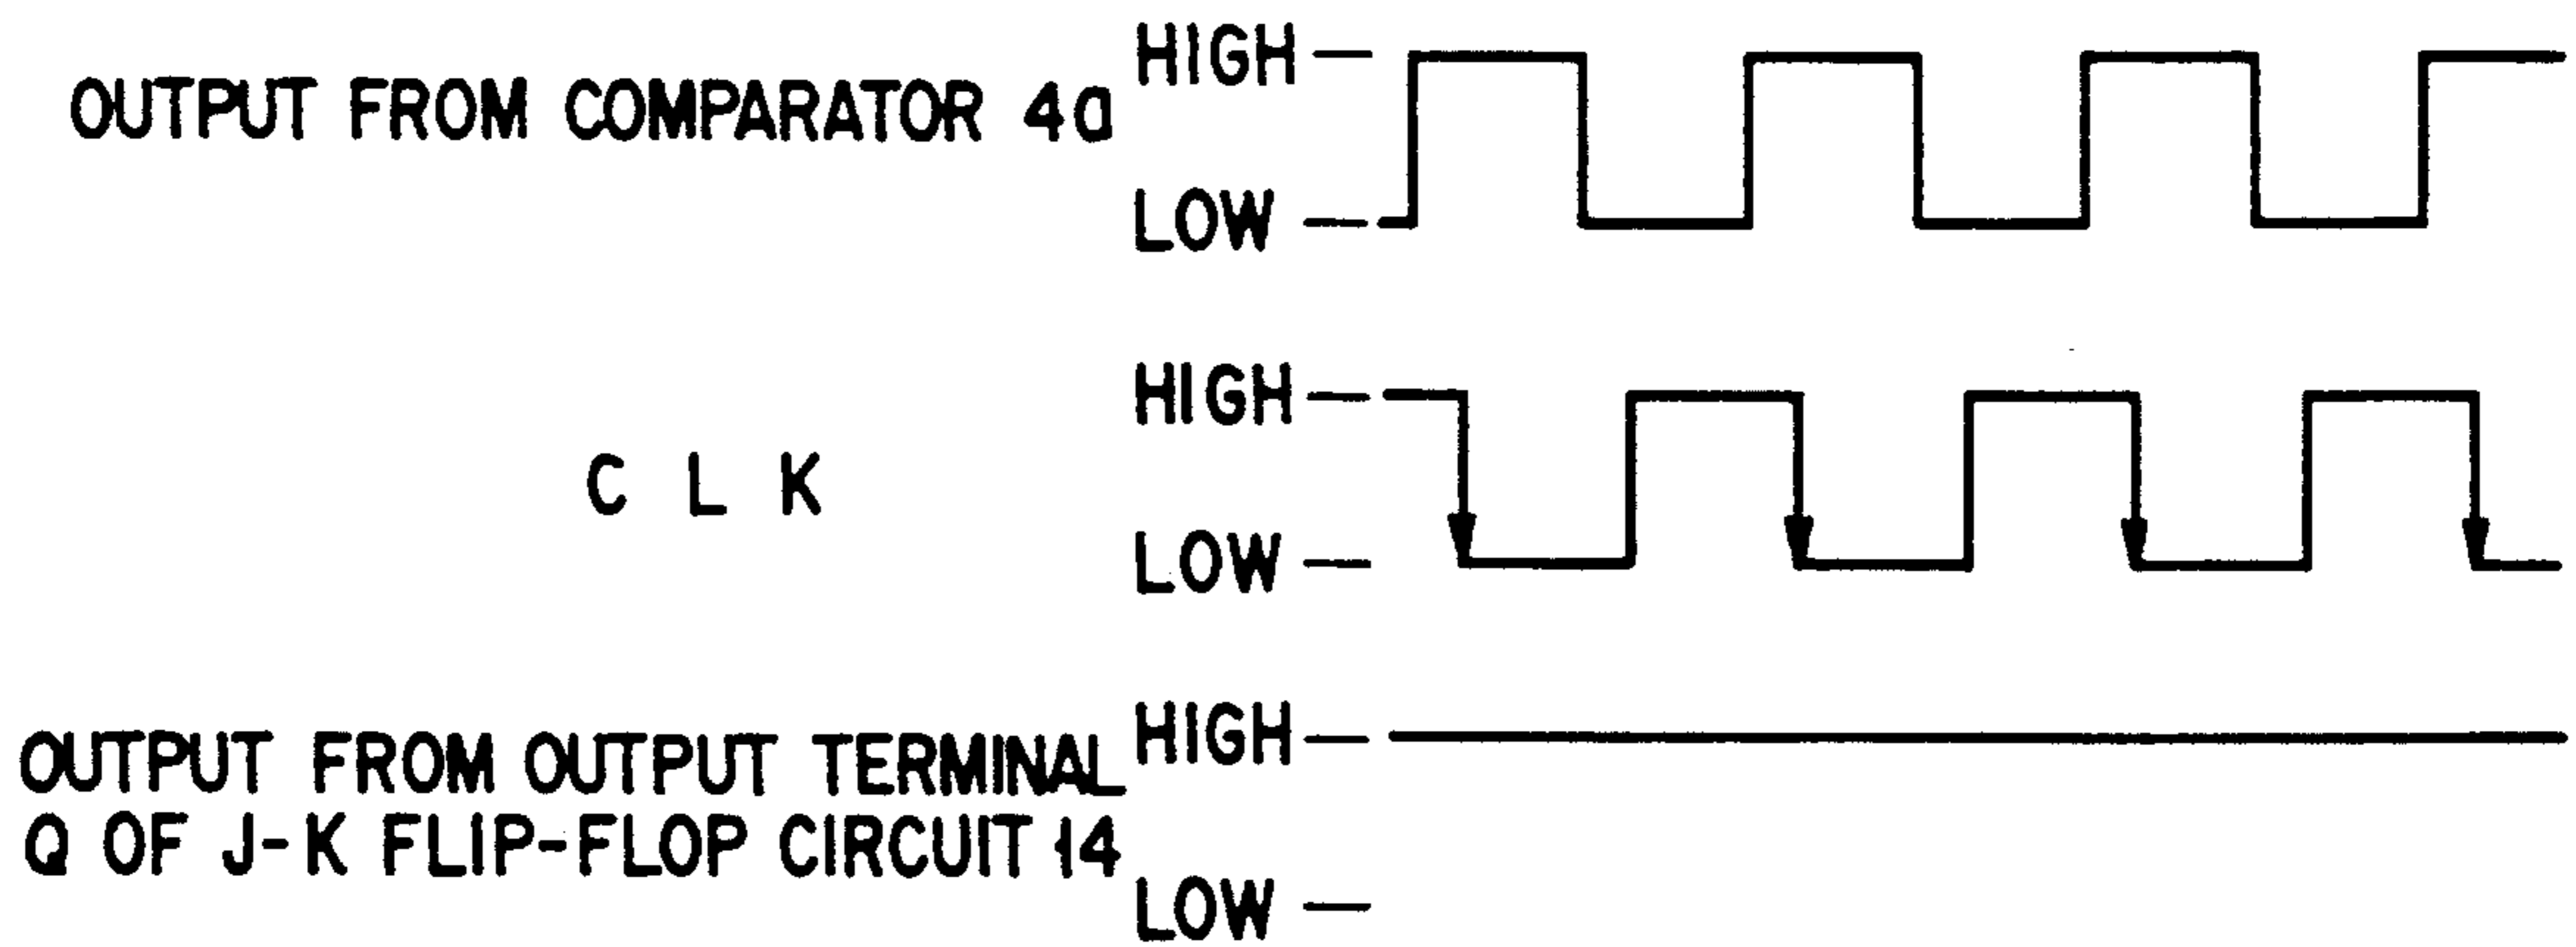 OUTPUT FROM COMPARATOR 4a
HIGH
LOW
CLK
HIGH
LOW
OUTPUT FROM OUTPUT TERMINAL
Q OF J-K FLIP-FLOP CIRCUIT 14
HIGH
LOW